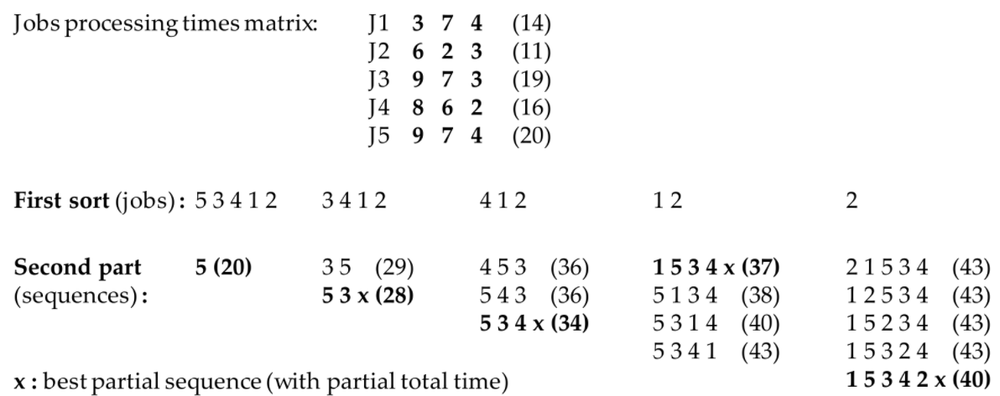 Jobs processing times matrix: J1 3 7 4 (14)
J2 6 2 3 (11)
J3 9 7 3 (19)
J4 8 6 2 (16)
J5 9 7 4 (20)
First sort (jobs): 5 3 4 1 2 3 4 1 2 4 1 2 1 2 2
Second part 5 (20) 3 5 (29) 4 5 3 (36) 1 5 3 4 x (37) 2 1 5 3 4 (43)
(sequences): 5 3 x (28) 5 4 3 (36) 5 1 3 4 (38) 1 2 5 3 4 (43)
5 3 4 x (34) 5 3 1 4 (40) 1 5 2 3 4 (43)
5 3 4 1 (43) 1 5 3 2 4 (43)
x : best partial sequence (with partial total time) 1 5 3 4 2 x (40)